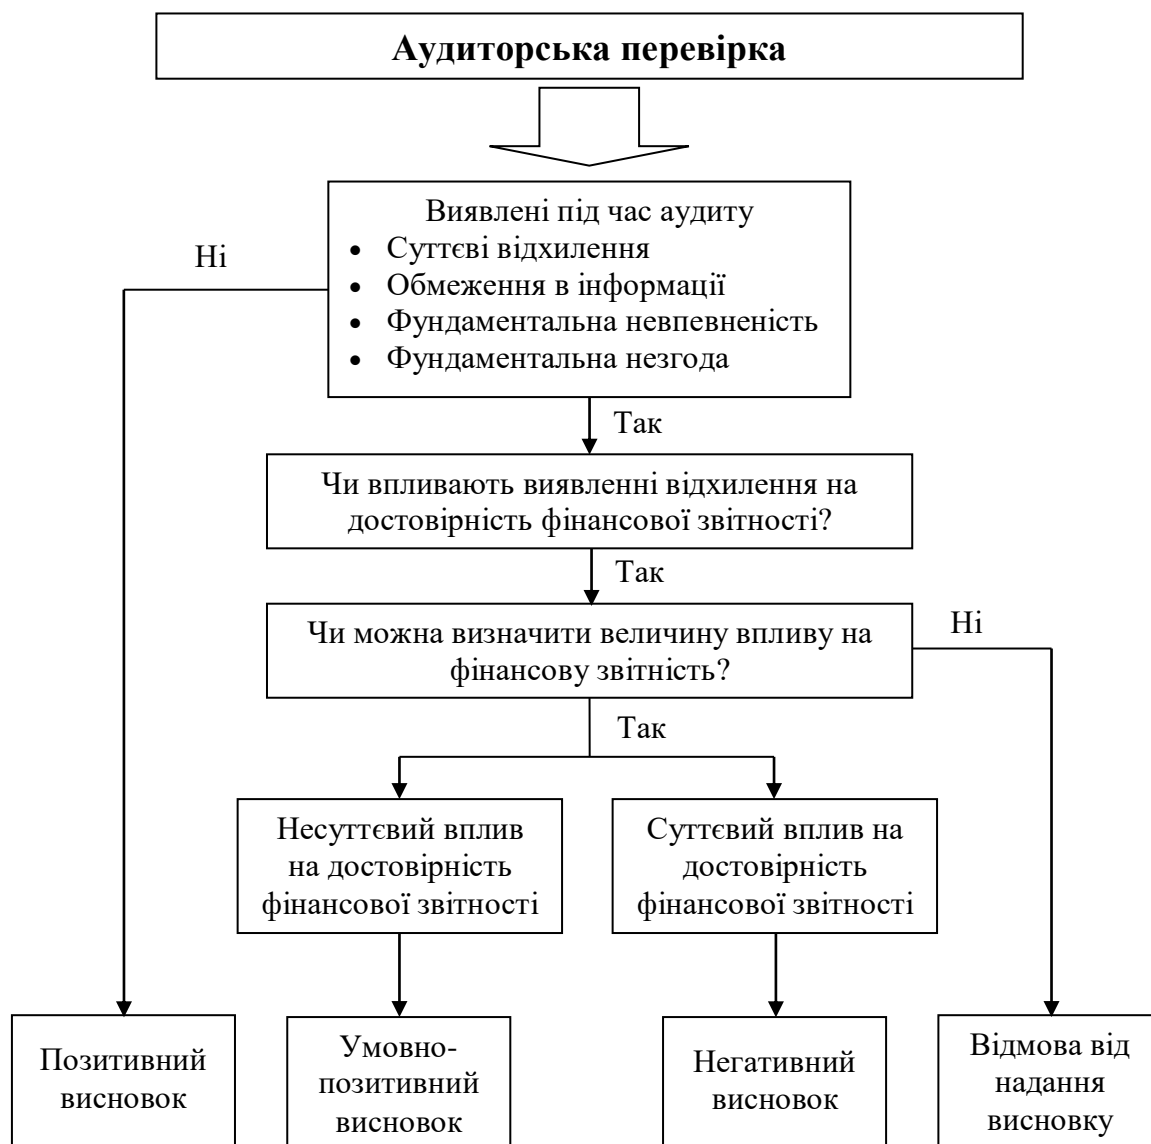 Аудиторська перевірка
Виявлені під час аудиту
• Суттєві відхилення
• Обмеження в інформації
• Фундаментальна невпевненість
• Фундаментальна незгода
Ні
Так
Чи впливають виявленні відхилення на
достовірність фінансової звітності?
Так
Чи можна визначити величину впливу на
фінансову звітність?
Ні
Так
Несуттєвий вплив
на достовірність
фінансової звітності
Суттєвий вплив на
достовірність
фінансової звітності
Позитивний
висновок
Умовно-
позитивний
висновок
Негативний
висновок
Відмова від
надання
висновку